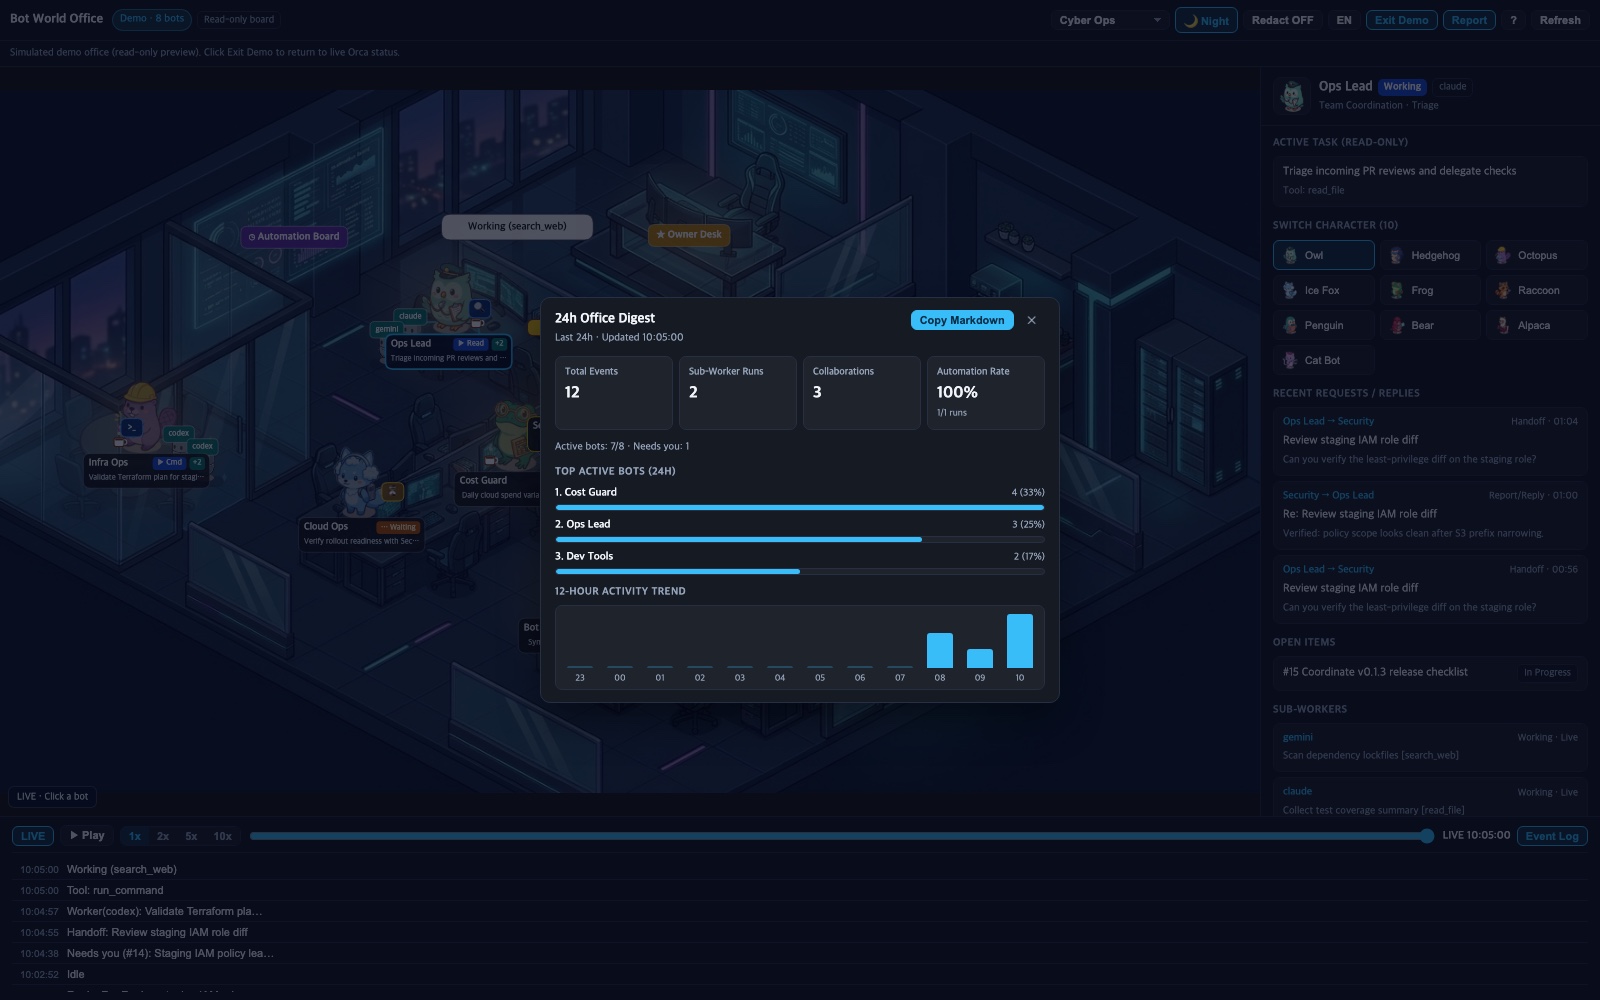 Bot World Office
Demo · 8 bots
Read-only board
Cyber Ops
🌙 Night
Redact OFF
EN
Exit Demo
Report
?
Refresh
Simulated demo office (read-only preview). Click Exit Demo to return to live Orca status.
Automation Board
Working (search_web)
★ Owner Desk
claude
gemini
Ops Lead
▶ Read
+2
Triage incoming PR reviews and ···
>_
codex
codex
Infra Ops
▶ Cmd
+2
Validate Terraform plan for stagi···
Cloud Ops
··· Waiting
Verify rollout readiness with Sec···
Cost Guard
Daily cloud spend varia
Bot
24h Office Digest
Copy Markdown
×
Last 24h · Updated 10:05:00
Total Events
12
Sub-Worker Runs
2
Collaborations
3
Automation Rate
100%
1/1 runs
Active bots: 7/8 · Needs you: 1
TOP ACTIVE BOTS (24H)
1. Cost Guard
4 (33%)
2. Ops Lead
3 (25%)
3. Dev Tools
2 (17%)
12-HOUR ACTIVITY TREND
23 00 01 02 03 04 05 06 07 08 09 10
Ops Lead
Working
claude
Team Coordination · Triage
ACTIVE TASK (READ-ONLY)
Triage incoming PR reviews and delegate checks
Tool: read_file
SWITCH CHARACTER (10)
Owl
Hedgehog
Octopus
Ice Fox
Frog
Raccoon
Penguin
Bear
Alpaca
Cat Bot
RECENT REQUESTS / REPLIES
Ops Lead → Security
Handoff · 01:04
Review staging IAM role diff
Can you verify the least-privilege diff on the staging role?
Security → Ops Lead
Report/Reply · 01:00
Re: Review staging IAM role diff
Verified: policy scope looks clean after S3 prefix narrowing.
Ops Lead → Security
Handoff · 00:56
Review staging IAM role diff
Can you verify the least-privilege diff on the staging role?
OPEN ITEMS
#15 Coordinate v0.1.3 release checklist
In Progress
SUB-WORKERS
gemini
Working · Live
Scan dependency lockfiles [search_web]
claude
Working · Live
Collect test coverage summary [read_file]
LIVE · Click a bot
LIVE
▶ Play
1x
2x
5x
10x
LIVE 10:05:00
Event Log
10:05:00 Working (search_web)
10:05:00 Tool: run_command
10:04:57 Worker(codex): Validate Terraform pla…
10:04:55 Handoff: Review staging IAM role diff
10:04:38 Needs you (#14): Staging IAM policy lea…
10:02:52 Idle